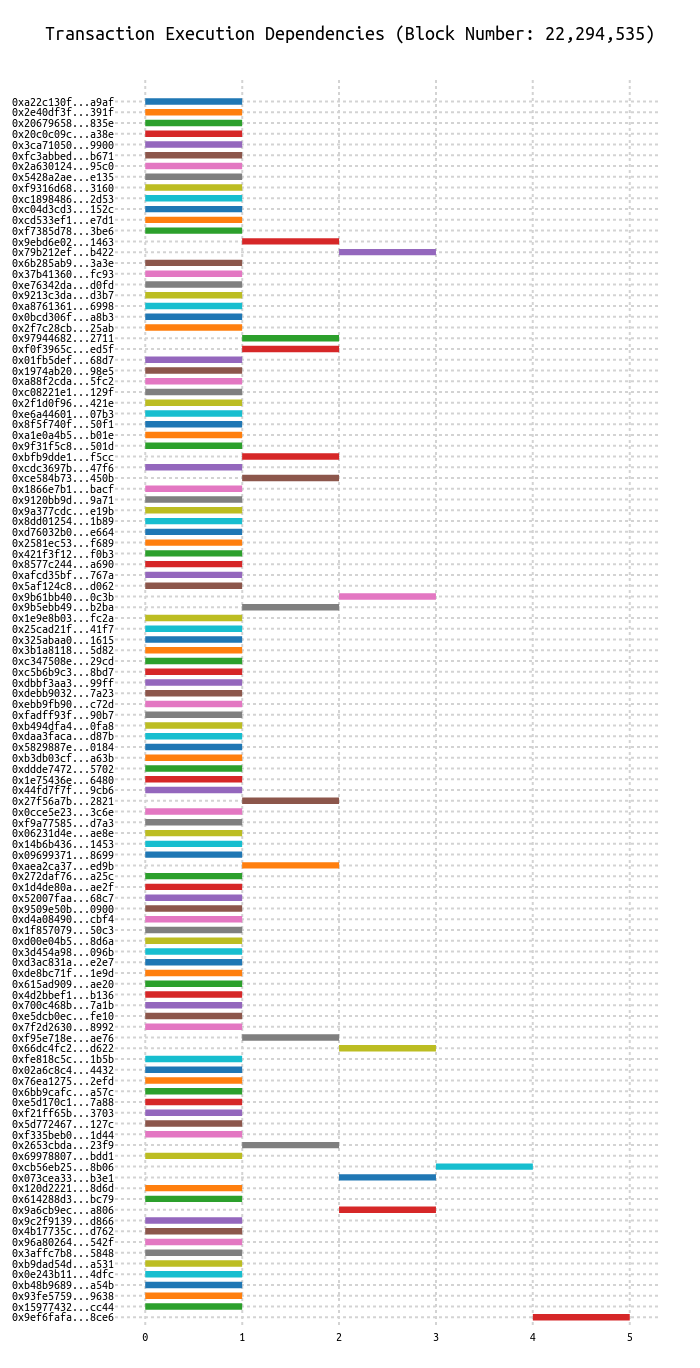 Transaction Execution Dependencies (Block Number: 22,294,535)
0xa22c130f...a9af
0x2e40df3f...391f
0x20679658...835e
0x20c0c09c...a38e
0x3ca71050...9900
0xfc3abbed...b671
0x2a630124...95c0
0x5428a2ae...e135
0xf9316d68...3160
0xc1898486...2d53
0xc04d3cd3...152c
0xcd533ef1...e7d1
0xf7385d78...3be6
0x9ebd6e02...1463
0x79b212ef...b422
0x6b285ab9...3a3e
0x37b41360...fc93
0xe76342da...d0fd
0x9213c3da...d3b7
0xa8761361...6998
0x0bcd306f...a8b3
0x2f7c28cb...25ab
0x97944682...2711
0xf0f3965c...ed5f
0x01fb5def...68d7
0x1974ab20...98e5
0xa88f2cda...5fc2
0xc08221e1...129f
0x2f1d0f96...421e
0xe6a44601...07b3
0x8f5f740f...50f1
0xa1e0a4b5...b01e
0x9f31f5c8...501d
0xbfb9dde1...f5cc
0xcdc3697b...47f6
0xce584b73...450b
0x1866e7b1...bacf
0x9120bb9d...9a71
0x9a377cdc...e19b
0x8dd01254...1b89
0xd76032b0...e664
0x2581ec53...f689
0x421f3f12...f0b3
0x8577c244...a690
0xafcd35bf...767a
0x5af124c8...d062
0x9b61bb40...0c3b
0x9b5ebb49...b2ba
0x1e9e8b03...fc2a
0x25cad21f...41f7
0x325abaa0...1615
0x3b1a8118...5d82
0xc347508e...29cd
0xc5b6b9c3...8bd7
0xdbbf3aa3...99ff
0xdebb9032...7a23
0xebb9fb90...c72d
0xfadff93f...90b7
0xb494dfa4...0fa8
0xdaa3faca...d87b
0x5829887e...0184
0xb3db03cf...a63b
0xddde7472...5702
0x1e75436e...6480
0x44fd7f7f...9cb6
0x27f56a7b...2821
0x0cce5e23...3c6e
0xf9a77585...d7a3
0x06231d4e...ae8e
0x14b6b436...1453
0x09699371...8699
0xaea2ca37...ed9b
0x272daf76...a25c
0x1d4de80a...ae2f
0x52007faa...68c7
0x9509e50b...0900
0xd4a08490...cbf4
0x1f857079...50c3
0xd00e04b5...8d6a
0x3d454a98...096b
0xd3ac831a...e2e7
0xde8bc71f...1e9d
0x615ad909...ae20
0x4d2bbef1...b136
0x700c468b...7a1b
0xe5dcb0ec...fe10
0x7f2d2630...8992
0xf95e718e...ae76
0x66dc4fc2...d622
0xfe818c5c...1b5b
0x02a6c8c4...4432
0x76ea1275...2efd
0x6bb9cafc...a57c
0xe5d170c1...7a88
0xf21ff65b...3703
0x5d772467...127c
0xf335beb0...1d44
0x2653cbda...23f9
0x69978807...bdd1
0xcb56eb25...8b06
0x073cea33...b3e1
0x120d2221...8d6d
0x614288d3...bc79
0x9a6cb9ec...a806
0x9c2f9139...d866
0x4b17735c...d762
0x96a80264...542f
0x3affc7b8...5848
0xb9dad54d...a531
0x0e243b11...4dfc
0xb48b9689...a54b
0x93fe5759...9638
0x15977432...cc44
0x9ef6fafa...8ce6
0 1 2 3 4 5